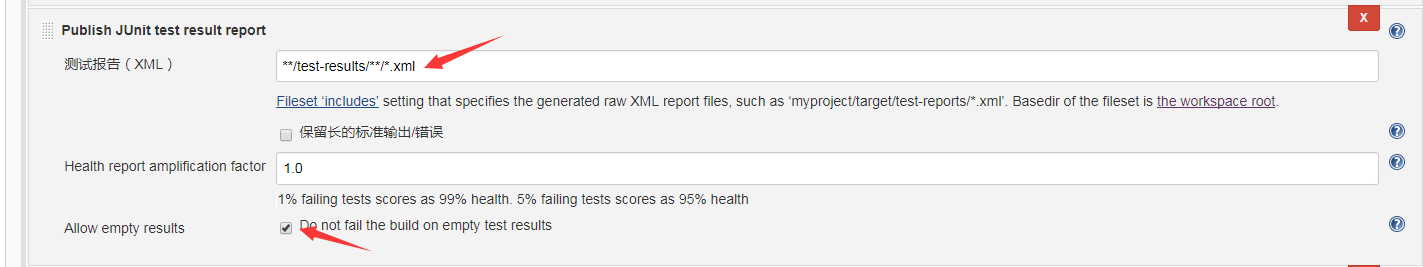 Publish JUnit test result report
X
测试报告（XML）
**/test-results/**/*.xml
Fileset ‘includes’ setting that specifies the generated raw XML report files, such as ‘myproject/target/test-reports/*.xml’. Basedir of the fileset is the workspace root.
保留长的标准输出/错误
Health report amplification factor
1.0
1% failing tests scores as 99% health. 5% failing tests scores as 95% health
Allow empty results
Do not fail the build on empty test results